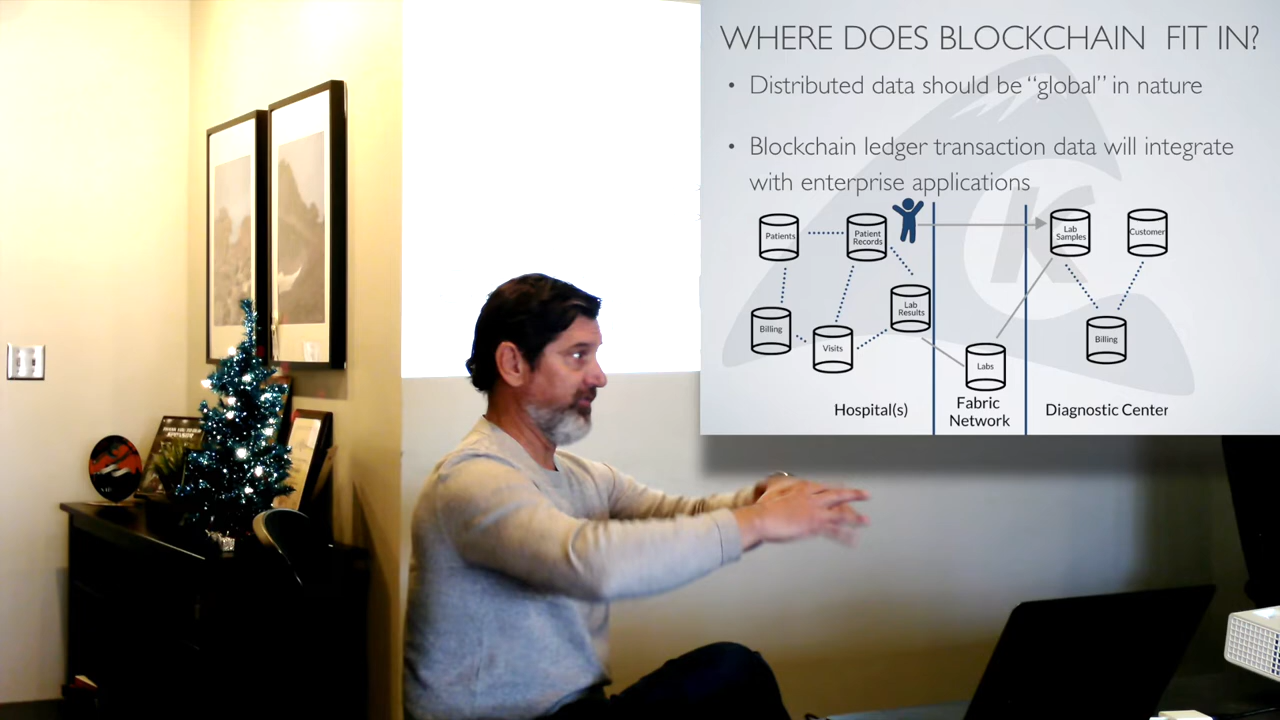 WHERE DOES BLOCKCHAIN FIT IN?
• Distributed data should be “global” in nature
• Blockchain ledger transaction data will integrate
with enterprise applications
Patients
Patient
Records
Lab
Samples
Customer
Lab
Results
Billing
Visits
Billing
Labs
Hospital(s)
Fabric
Network
Diagnostic Center
K